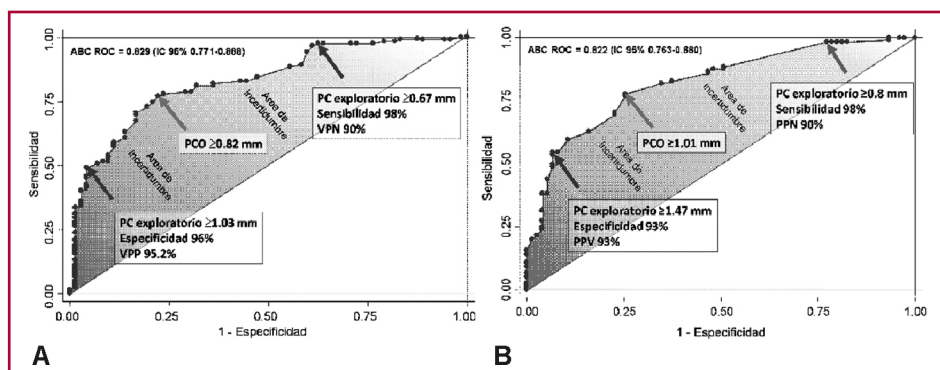 ABC ROC = 0.829 (IC 95% 0.771-0.888)
Sensibilidad
1.00
0.75
0.50
0.25
0.00
Area de
Incertidumbre
PC exploratorio ≥0.67 mm
Sensibilidad 98%
VPN 90%
PCO ≥0.82 mm
Area de
Incertidumbre
PC exploratorio ≥1.03 mm
Especificidad 96%
VPP 95.2%
0.00 0.25 0.50 0.75 1.00
1 - Especificidad
A
ABC ROC = 0.822 (IC 95% 0.763-0.880)
Sensibilidad
1.00
0.75
0.50
0.25
0.00
Area de
Incertidumbre
PC exploratorio ≥0.8 mm
Sensibilidad 98%
PPN 90%
PCO ≥1.01 mm
Area de
Incertidumbre
PC exploratorio ≥1.47 mm
Especificidad 93%
PPV 93%
0.00 0.25 0.50 0.75 1.00
1 - Especificidad
B